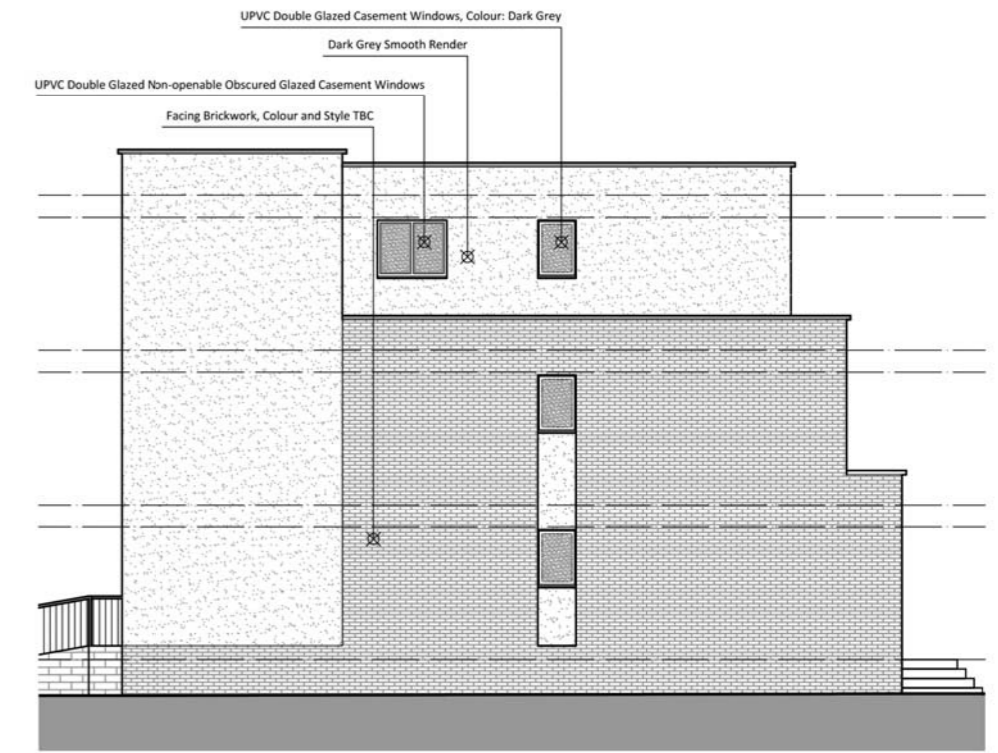 UPVC Double Glazed Casement Windows, Colour: Dark Grey
Dark Grey Smooth Render
UPVC Double Glazed Non-openable Obscured Glazed Casement Windows
Facing Brickwork, Colour and Style TBC